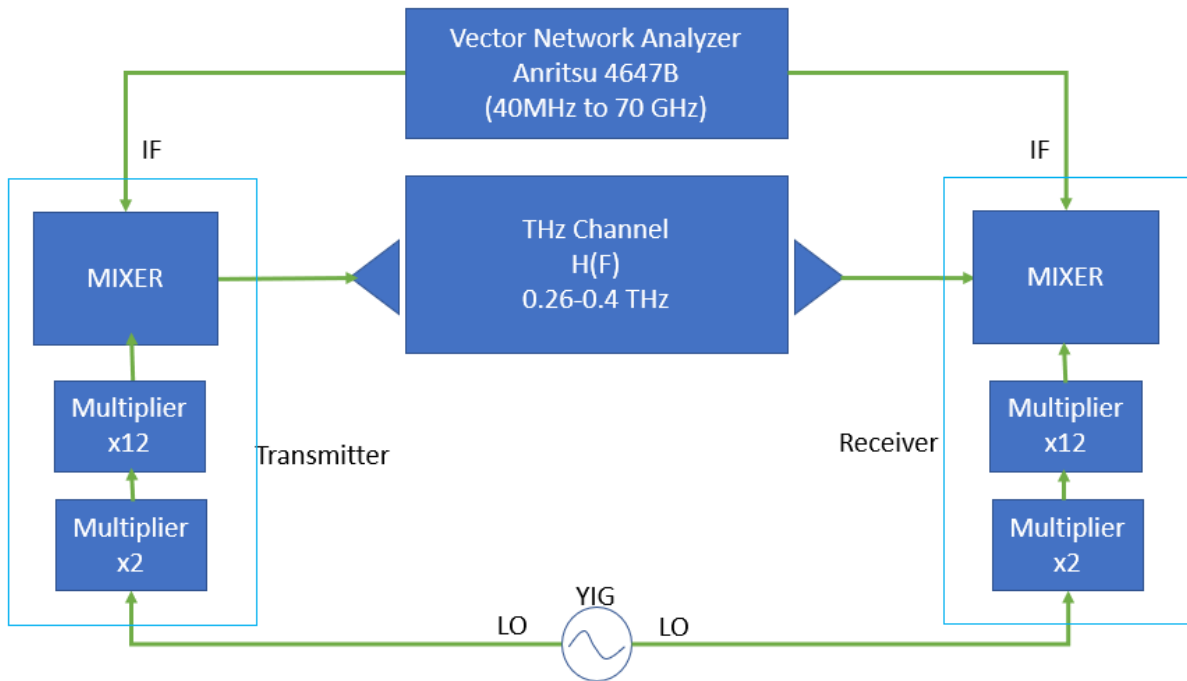 Vector Network Analyzer
Anritsu 4647B
(40MHz to 70 GHz)
IF
IF
MIXER
THz Channel
H(F)
0.26-0.4 THz
MIXER
Multiplier
x12
Transmitter
Receiver
Multiplier
x12
Multiplier
x2
Multiplier
x2
YIG
LO
LO